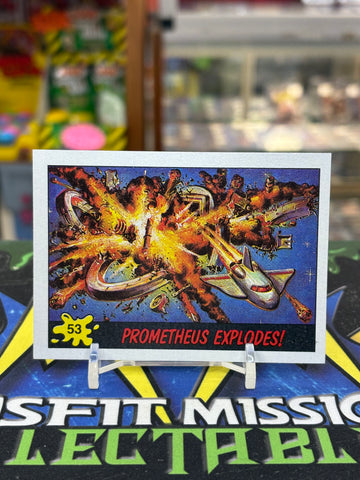 53
PROMETHEUS EXPLODES!
SFIT MISSIO
LECTABL